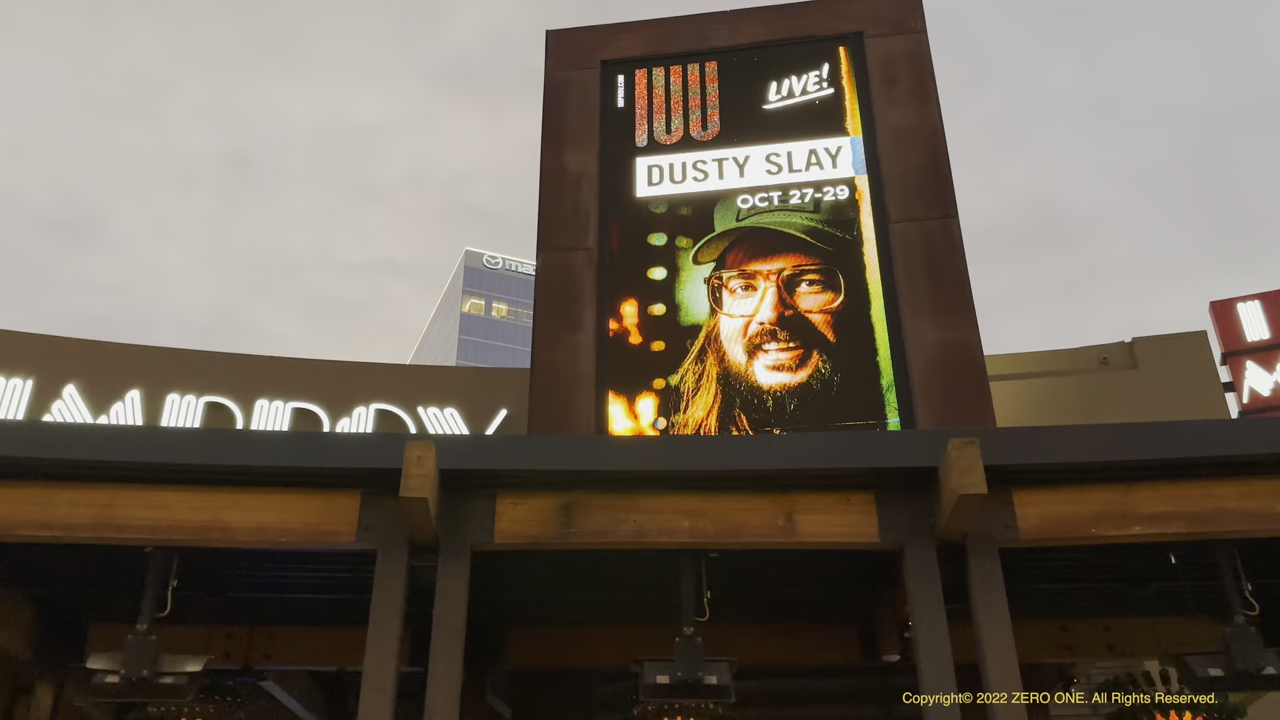 LIVE!
DUSTY SLAY
OCT 27-29
IMPROV
Copyright© 2022 ZERO ONE. All Rights Reserved.